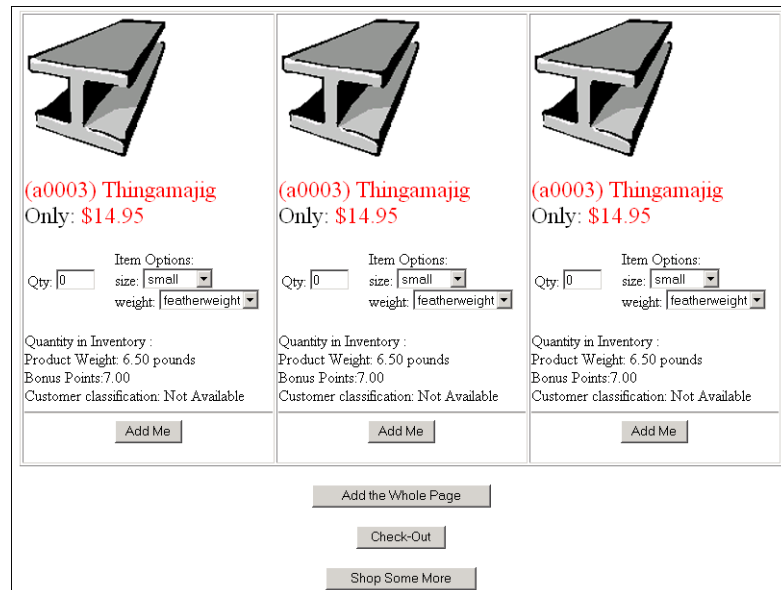 (a0003) Thingamajig
Only: $14.95
Item Options:
Qty: 0
size: small
weight: featherweight
Quantity in Inventory :
Product Weight: 6.50 pounds
Bonus Points:7.00
Customer classification: Not Available
Add Me
(a0003) Thingamajig
Only: $14.95
Item Options:
Qty: 0
size: small
weight: featherweight
Quantity in Inventory :
Product Weight: 6.50 pounds
Bonus Points:7.00
Customer classification: Not Available
Add Me
(a0003) Thingamajig
Only: $14.95
Item Options:
Qty: 0
size: small
weight: featherweight
Quantity in Inventory :
Product Weight: 6.50 pounds
Bonus Points:7.00
Customer classification: Not Available
Add Me
Add the Whole Page
Check-Out
Shop Some More